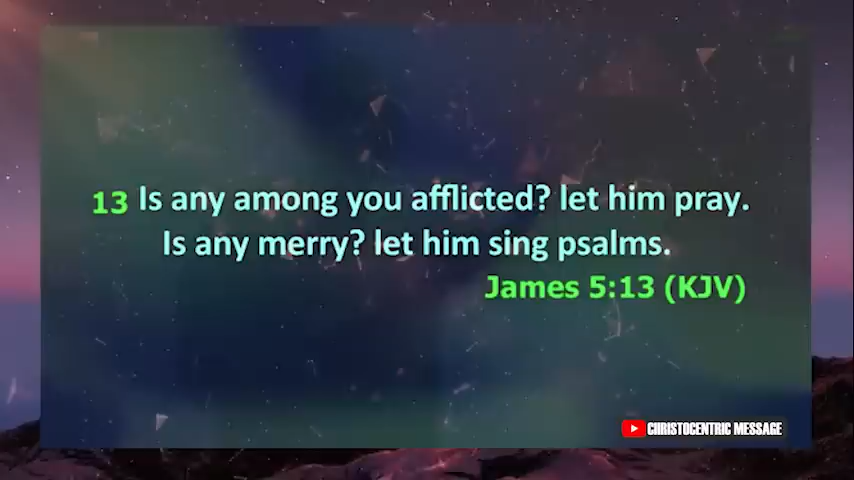 13 Is any among you afflicted? let him pray.
Is any merry? let him sing psalms.
James 5:13 (KJV)
CHRISTOCENTRIC MESSAGE